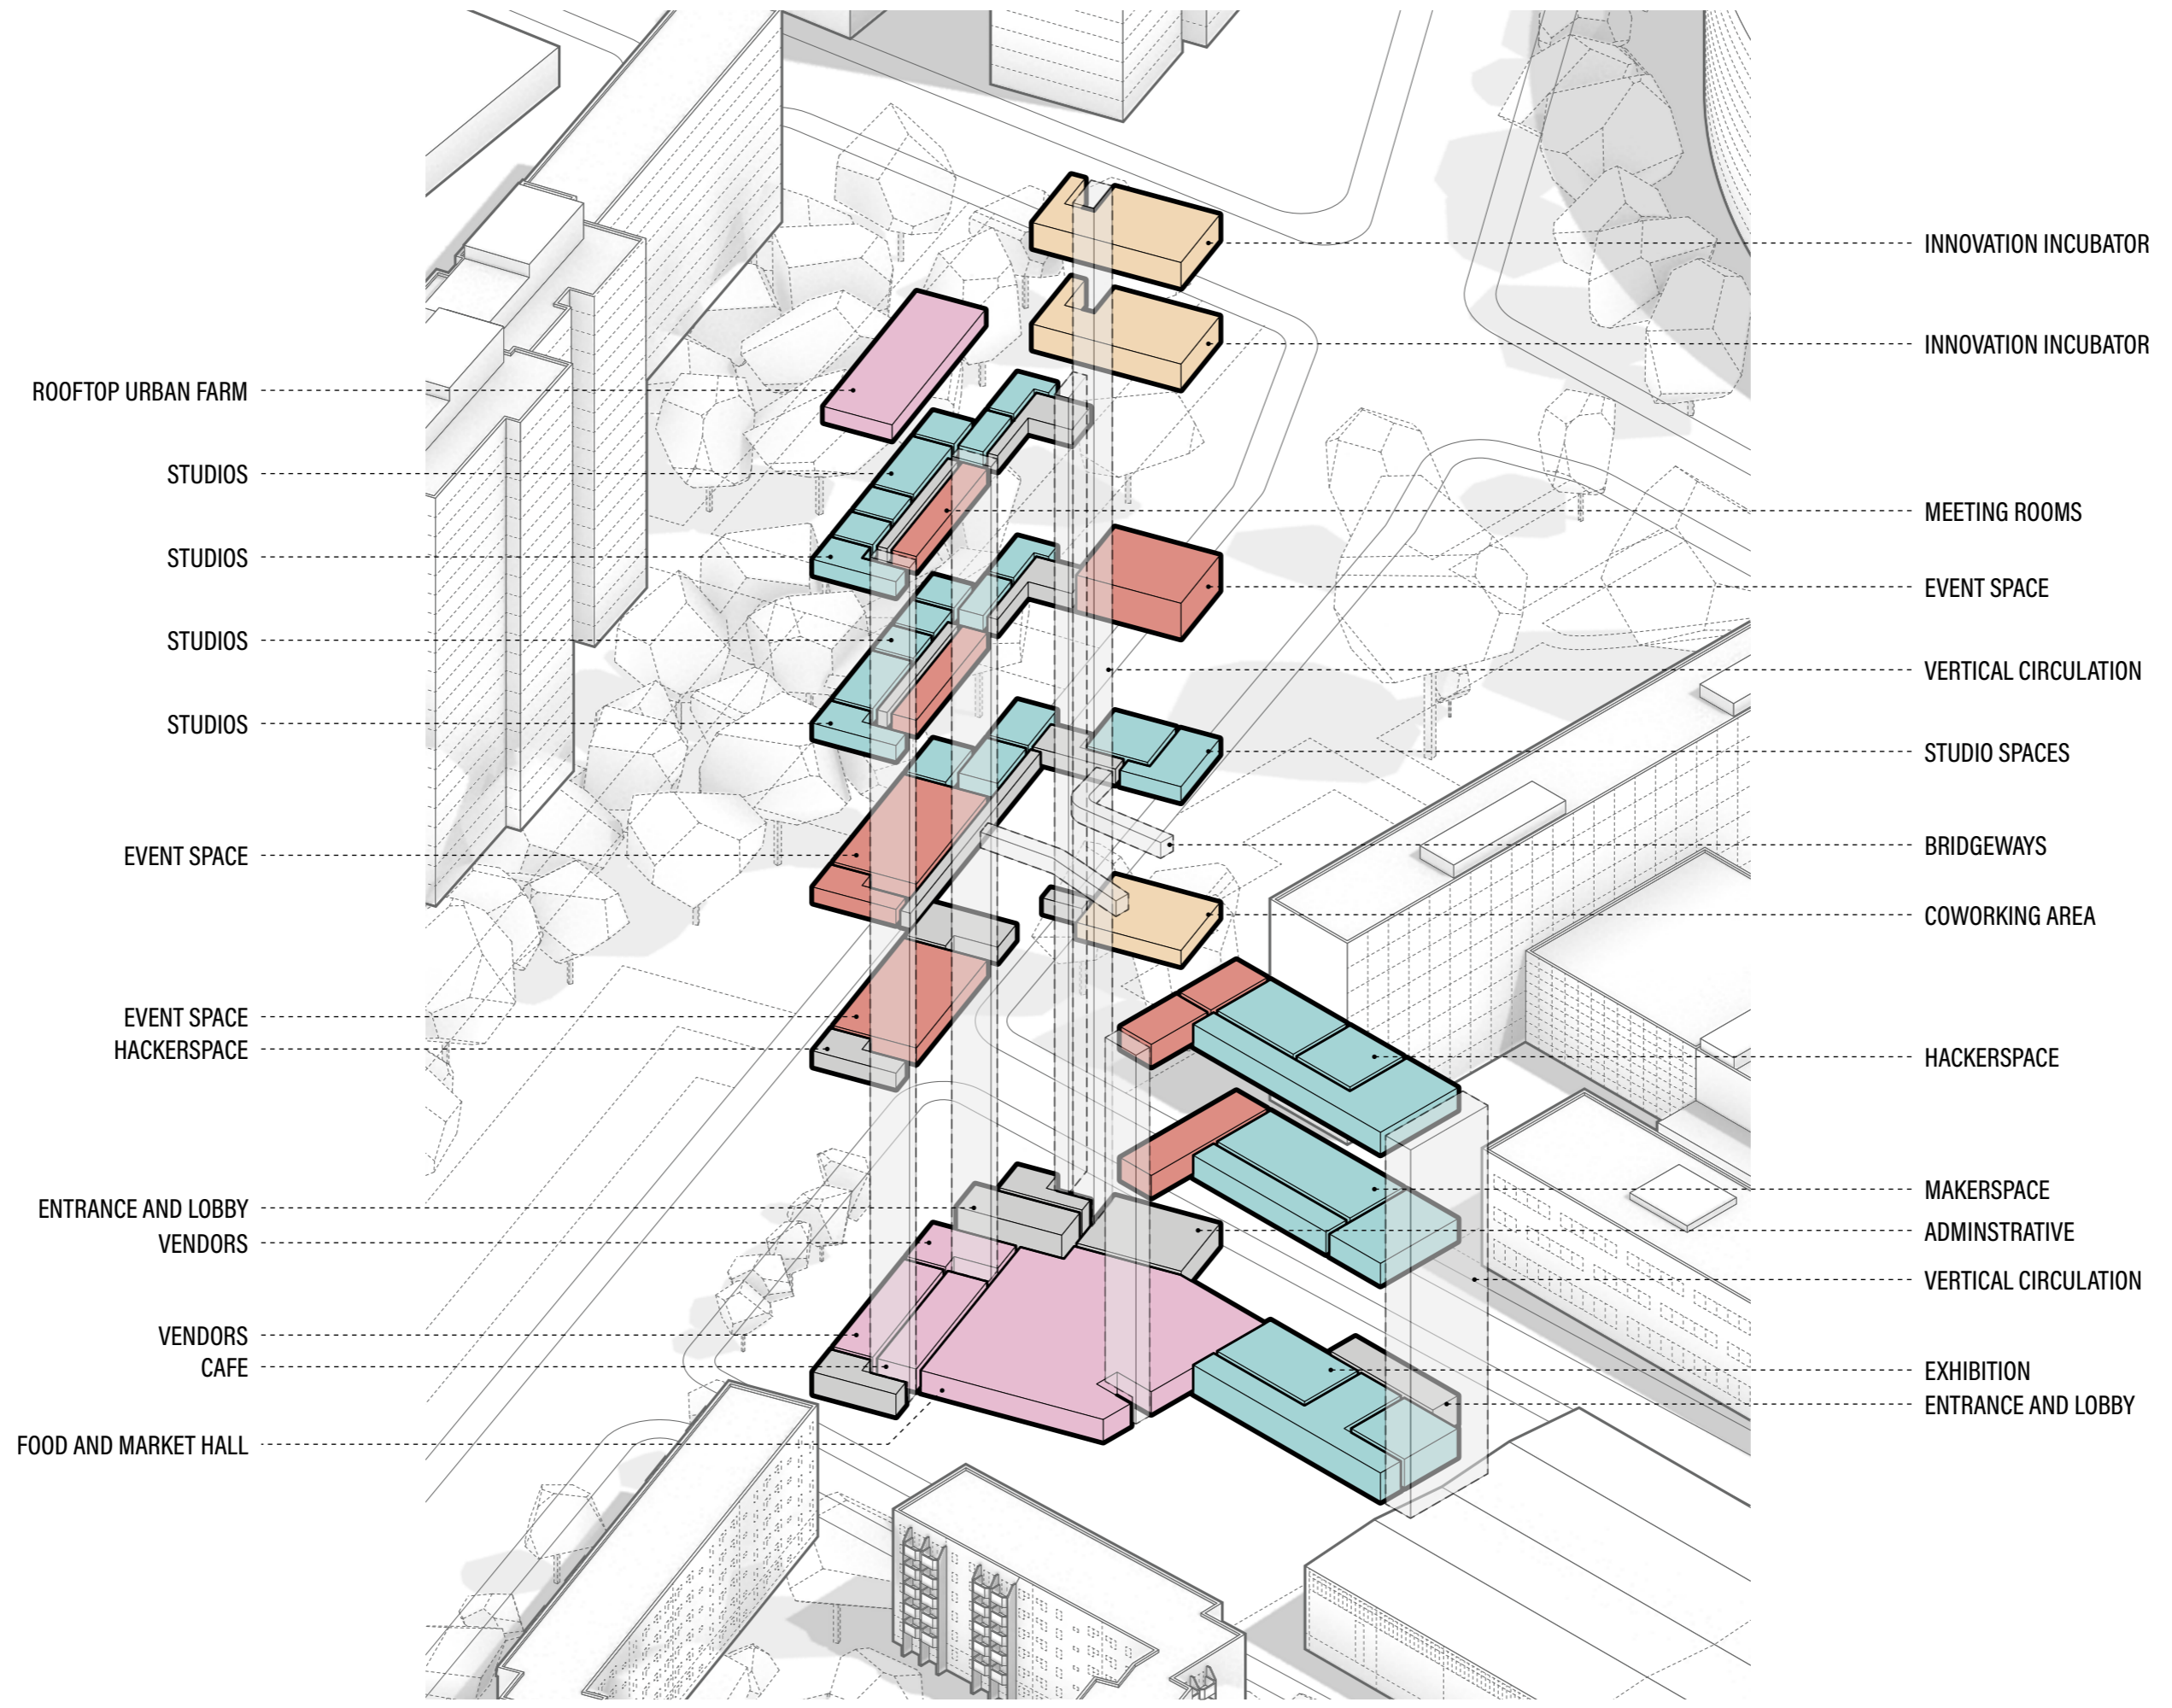 INNOVATION INCUBATOR
INNOVATION INCUBATOR
ROOFTOP URBAN FARM
STUDIOS
MEETING ROOMS
STUDIOS
EVENT SPACE
STUDIOS
VERTICAL CIRCULATION
STUDIOS
STUDIO SPACES
BRIDGEWAYS
EVENT SPACE
COWORKING AREA
EVENT SPACE
HACKERSPACE
HACKERSPACE
MAKERSPACE
ENTRANCE AND LOBBY
ADMINSTRATIVE
VENDORS
VERTICAL CIRCULATION
VENDORS
CAFE
EXHIBITION
ENTRANCE AND LOBBY
FOOD AND MARKET HALL